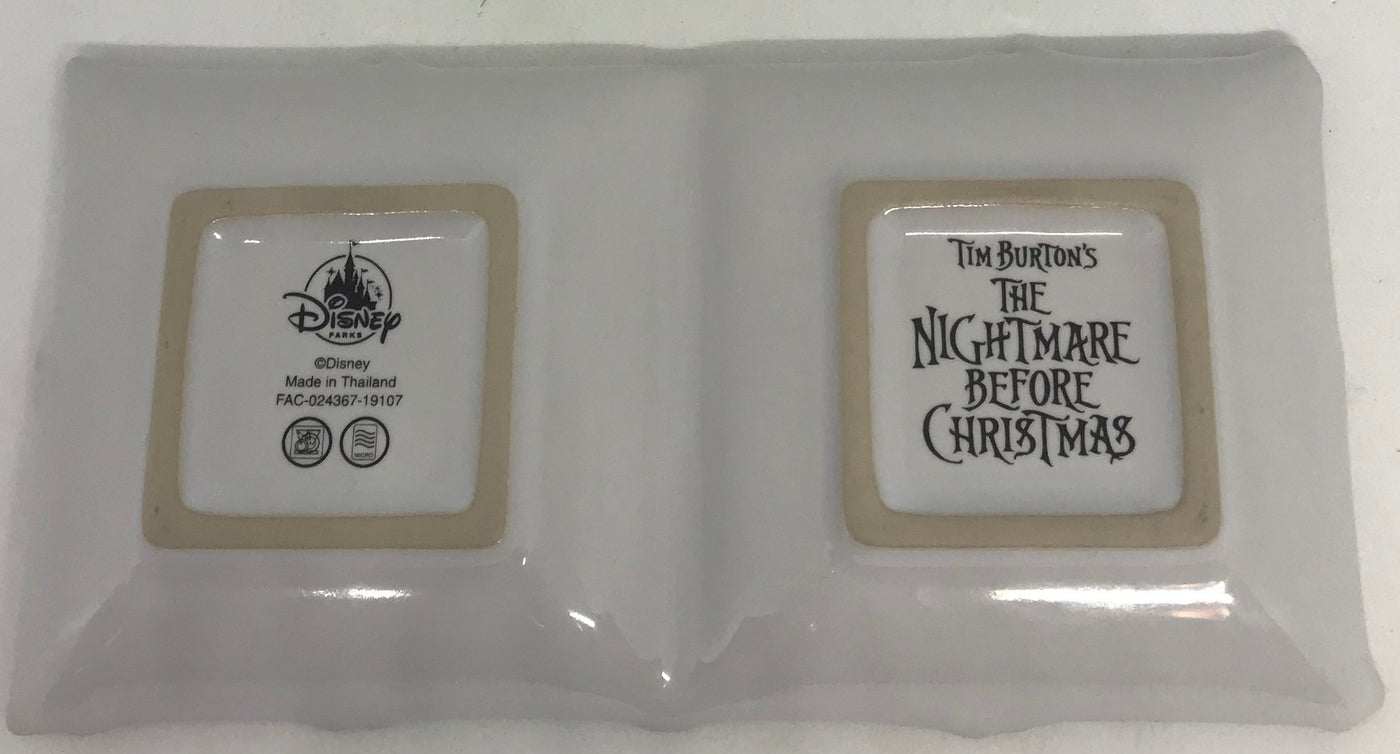 Disney
PARKS
©Disney
Made in Thailand
FAC-024367-19107
MICRO
TIM BURTON'S
THE
NIGHTMARE
BEFORE
CHRISTMAS